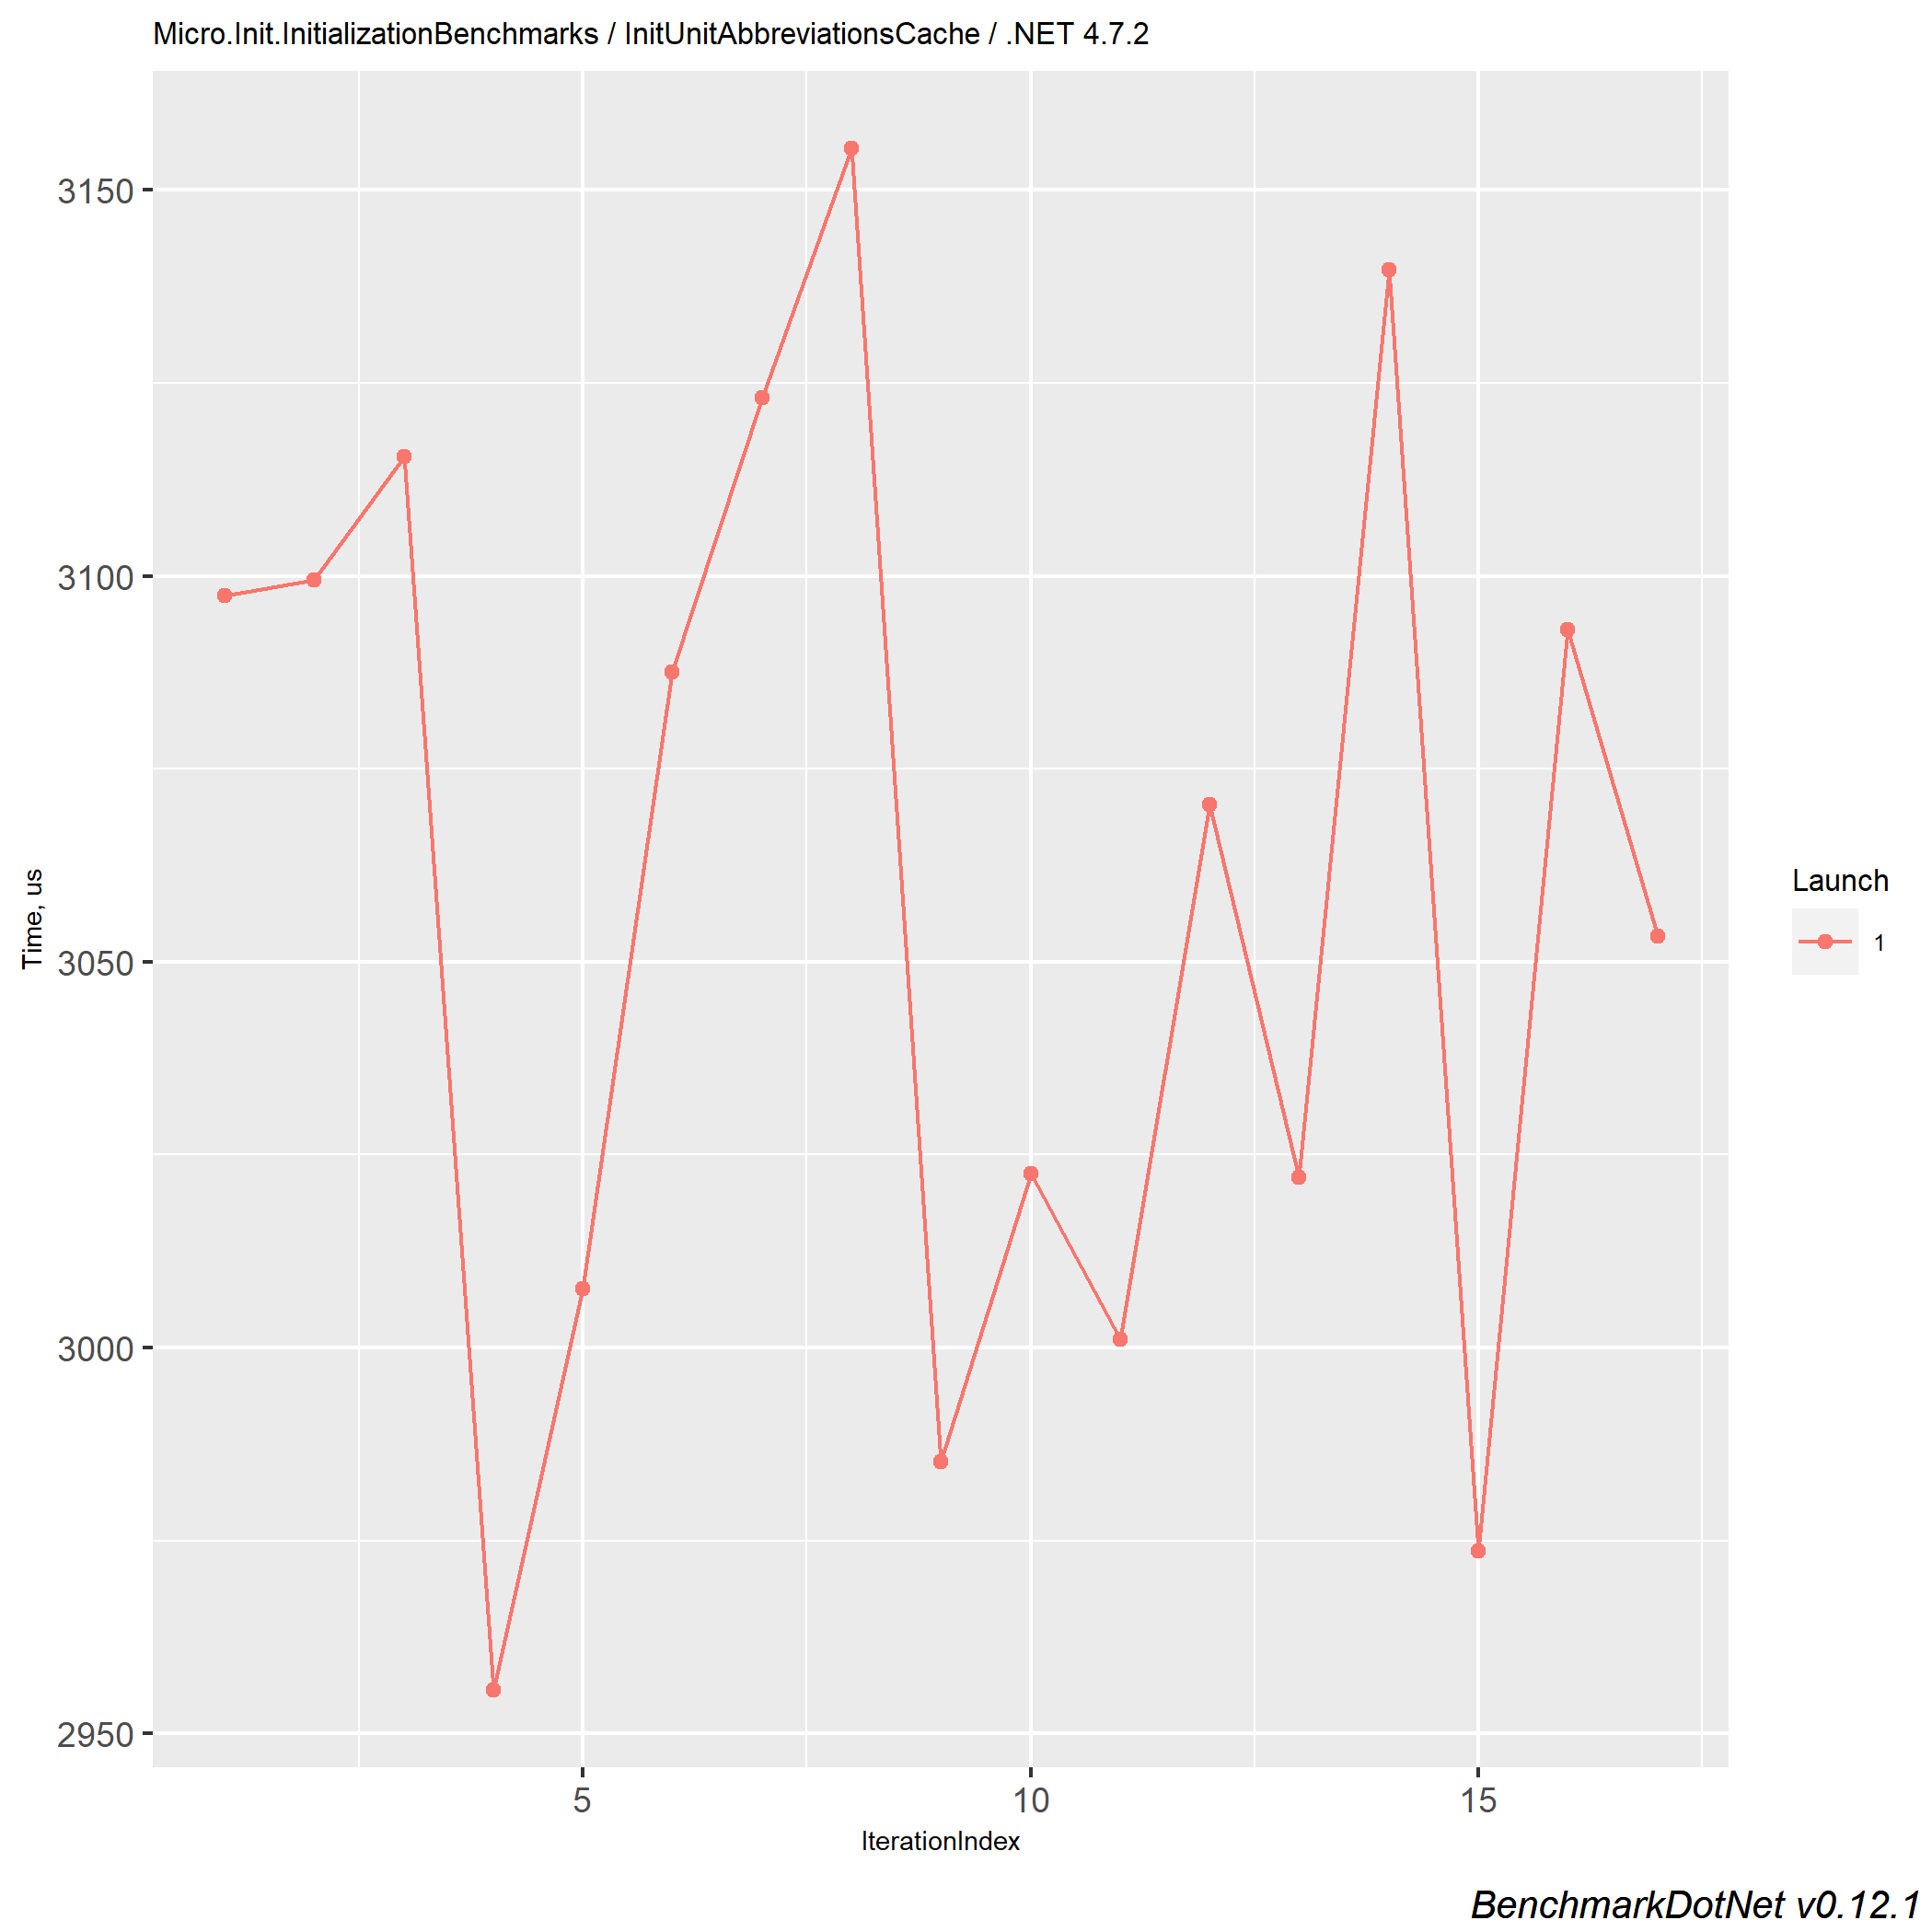 Micro.Init.InitializationBenchmarks / InitUnitAbbreviationsCache / .NET 4.7.2
3150
3100
3050
3000
2950
Time, us
5 10 15
IterationIndex
Launch
1
BenchmarkDotNet v0.12.1